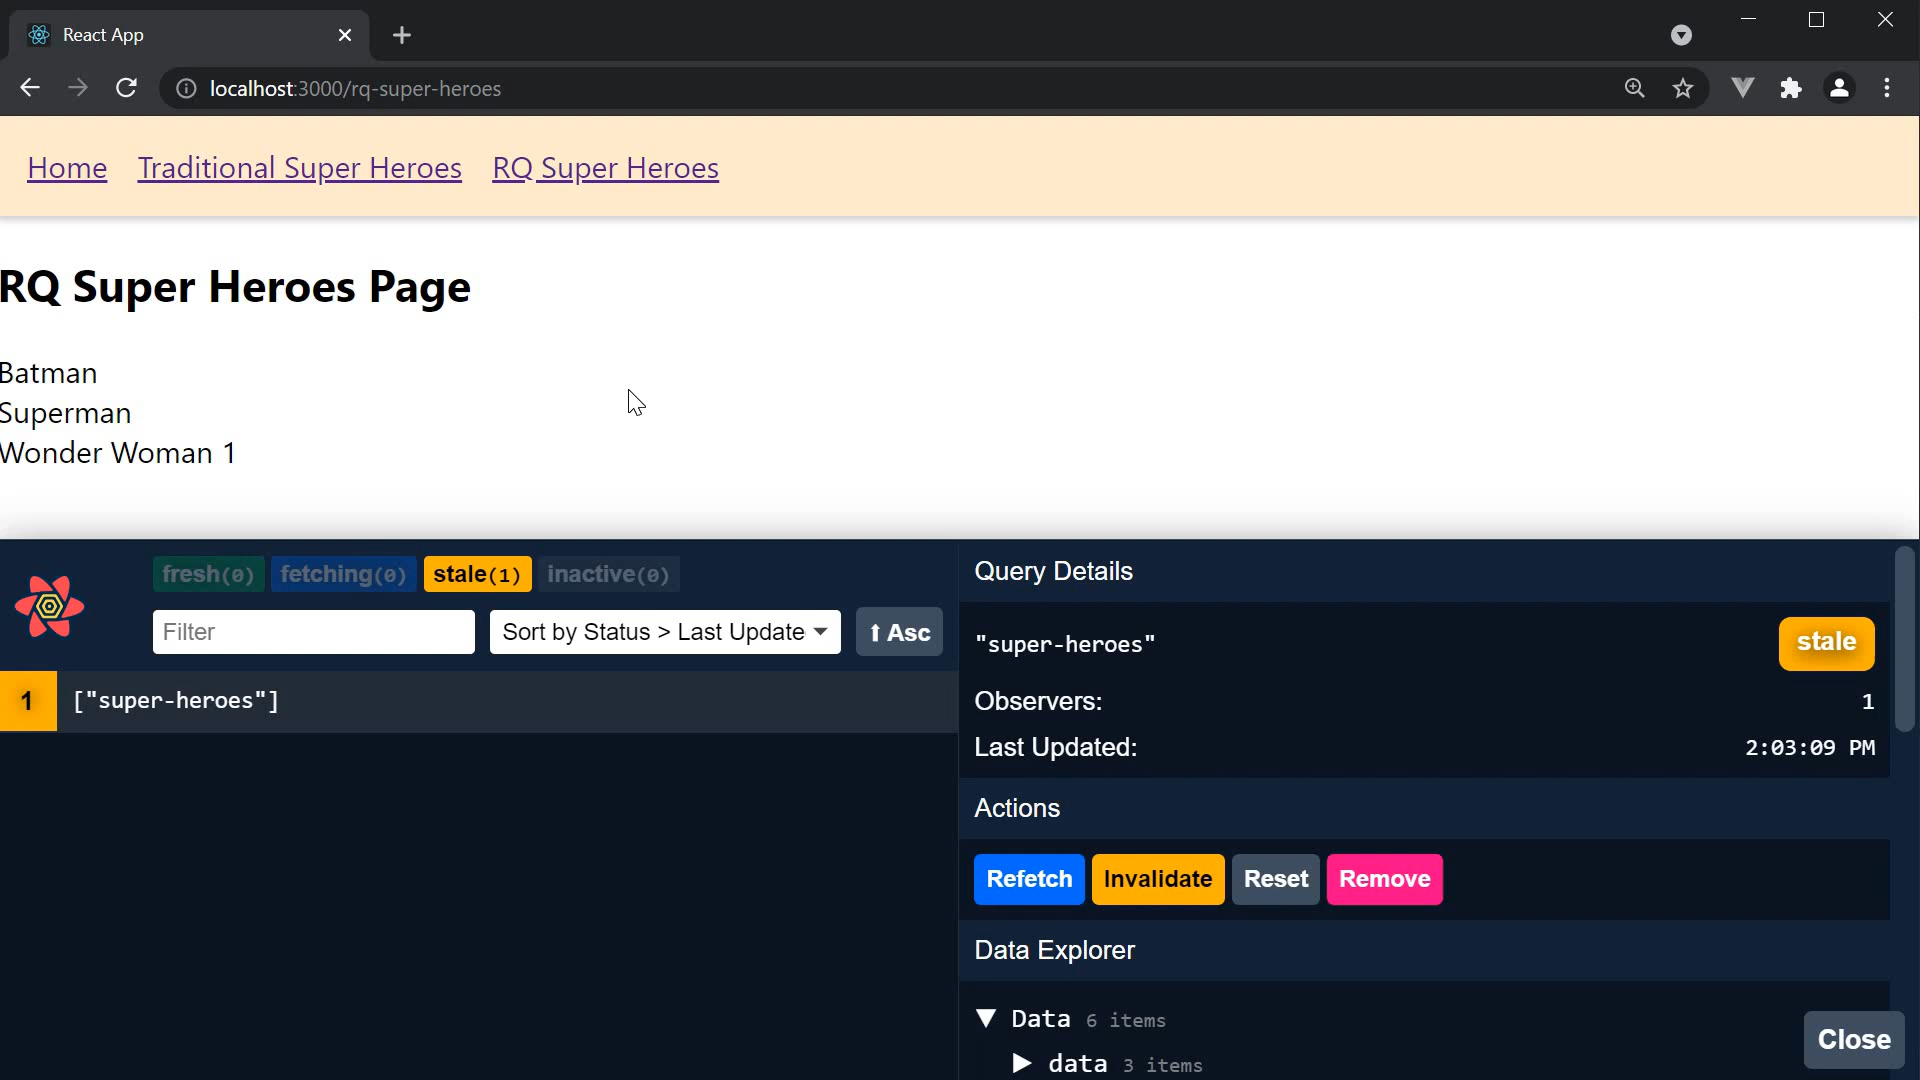 React App
localhost:3000/rq-super-heroes
Home Traditional Super Heroes RQ Super Heroes
RQ Super Heroes Page
Batman
Superman
Wonder Woman 1
fresh(0) fetching(0) stale(1) inactive(0)
Filter Sort by Status > Last Update Asc
1 ["super-heroes"]
Query Details
"super-heroes" stale
Observers: 1
Last Updated: 2:03:09 PM
Actions
Refetch Invalidate Reset Remove
Data Explorer
Data 6 items
data 3 items
Close